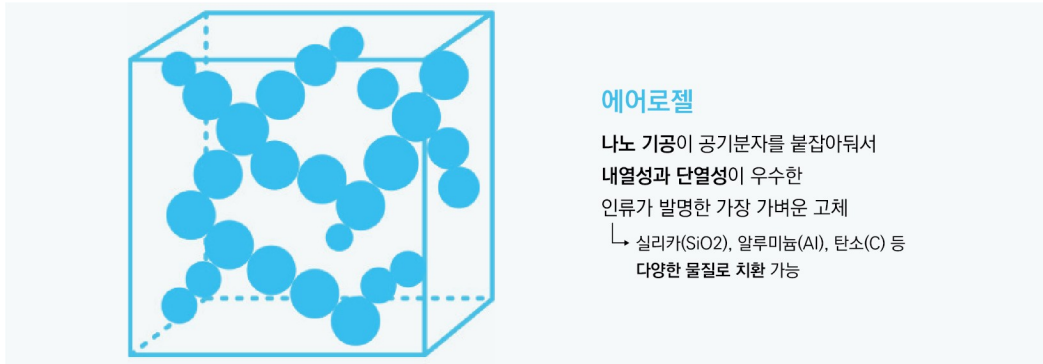 에어로젤
나노 기공이 공기분자를 붙잡아둬서
내열성과 단열성이 우수한
인류가 발명한 가장 가벼운 고체
실리카(SiO2), 알루미늄(Al), 탄소(C) 등
다양한 물질로 치환 가능